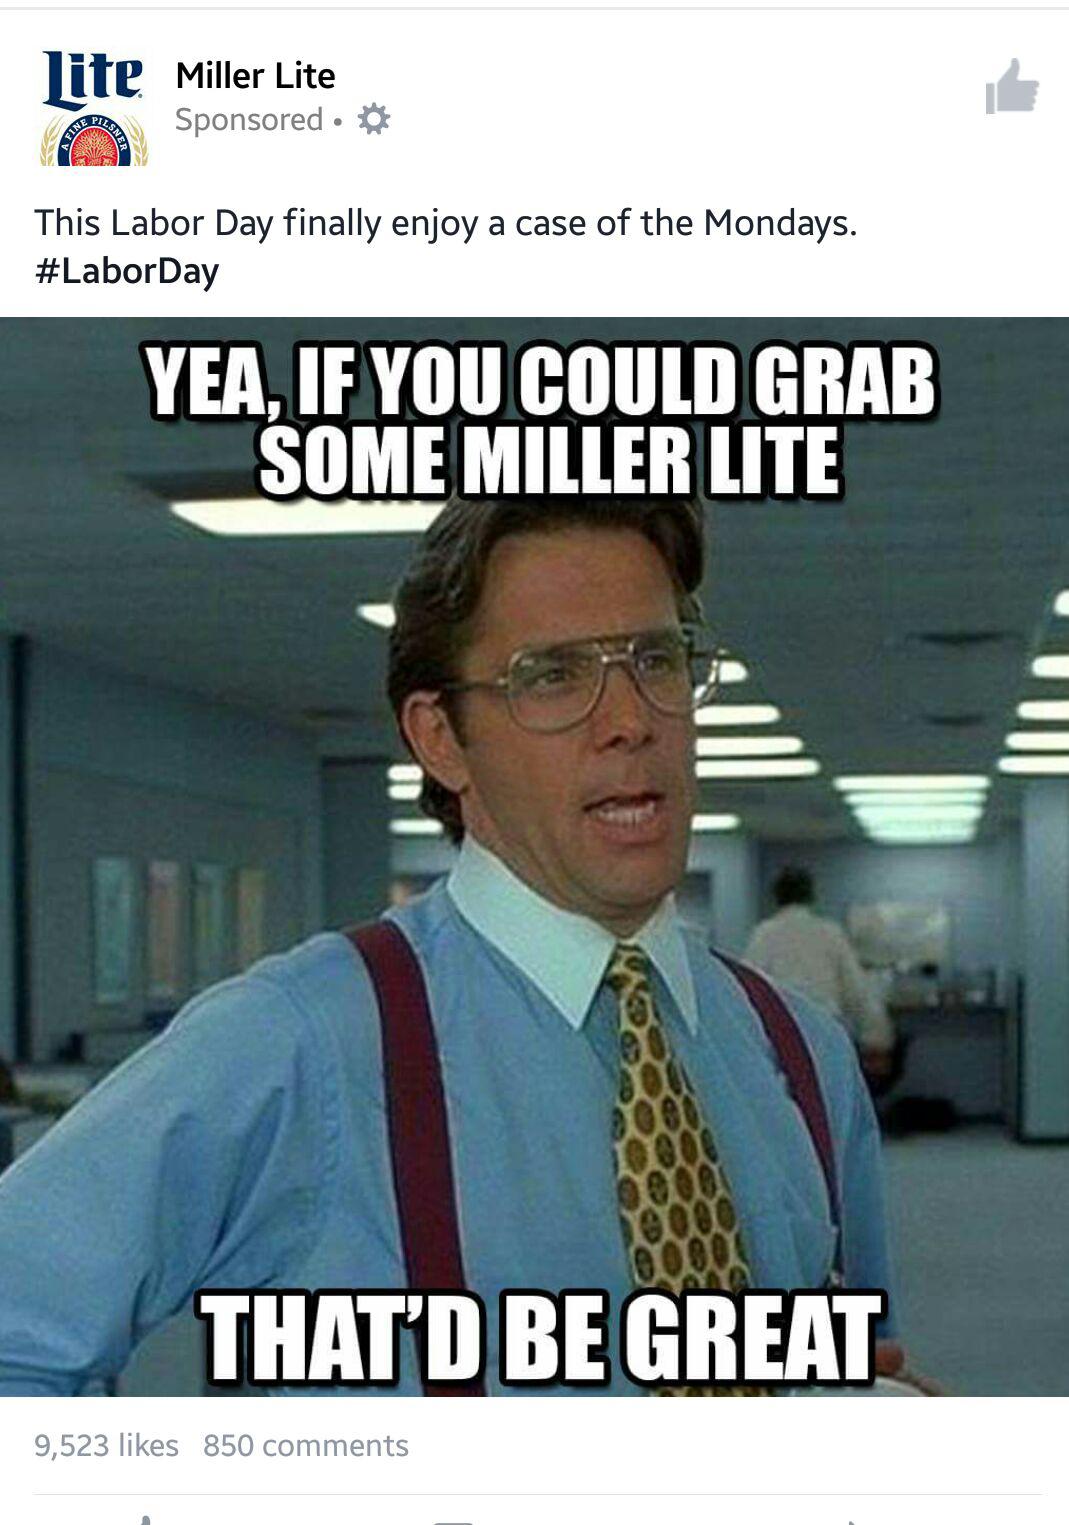 Lite
A FINE PILSNER
Miller Lite
Sponsored •
This Labor Day finally enjoy a case of the Mondays.
#LaborDay
YEA, IF YOU COULD GRAB
SOME MILLER LITE
THAT'D BE GREAT
9,523 likes 850 comments